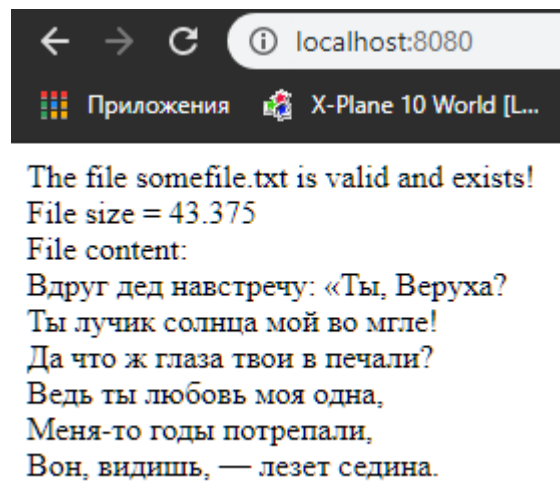 localhost:8080
Приложения X-Plane 10 World [L...
The file somefile.txt is valid and exists!
File size = 43.375
File content:
Вдруг дед навстречу: «Ты, Веруха?
Ты лучик солнца мой во мгле!
Да что ж глаза твои в печали?
Ведь ты любовь моя одна,
Меня-то годы потрепали,
Вон, видишь, — лезет седина.